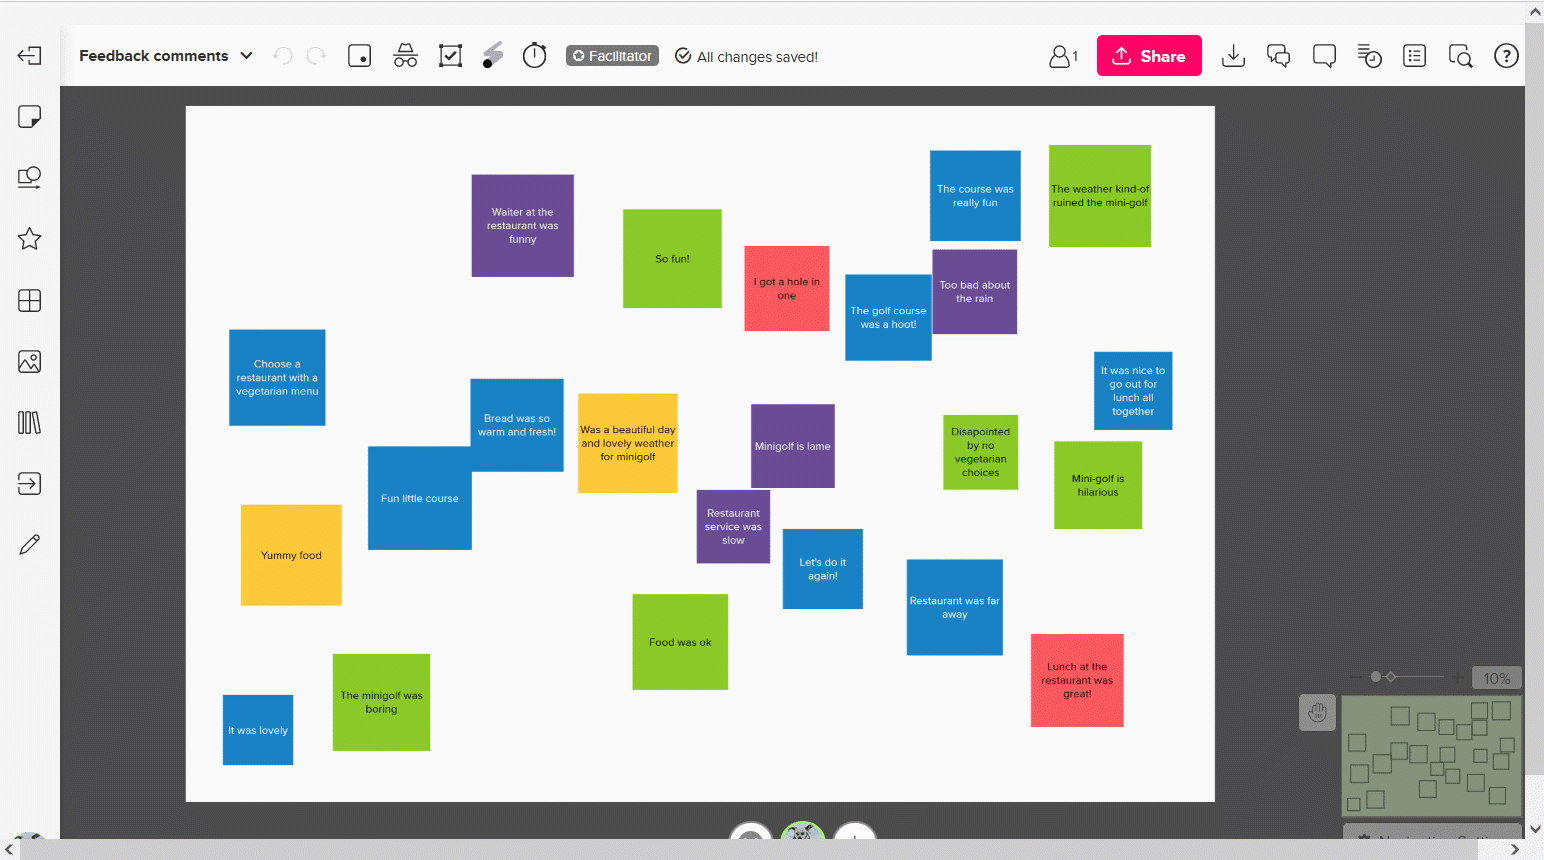 Feedback comments
Facilitator
All changes saved!
1
Share
Waiter at the
restaurant was
funny
So fun!
I got a hole in
one
The golf course
was a hoot!
The course was
really fun
Too bad about
the rain
The weather kind-of
ruined the mini-golf
Choose a
restaurant with a
vegetarian menu
Bread was so
warm and fresh!
Was a beautiful day
and lovely weather
for minigolf
Minigolf is lame
It was nice to
go out for
lunch all
together
Disapointed
by no
vegetarian
choices
Mini-golf is
hilarious
Fun little course
Yummy food
Restaurant
service was
slow
Let's do it
again!
Restaurant was far
away
Food was ok
Lunch at the
restaurant was
great!
The minigolf was
boring
It was lovely
10%